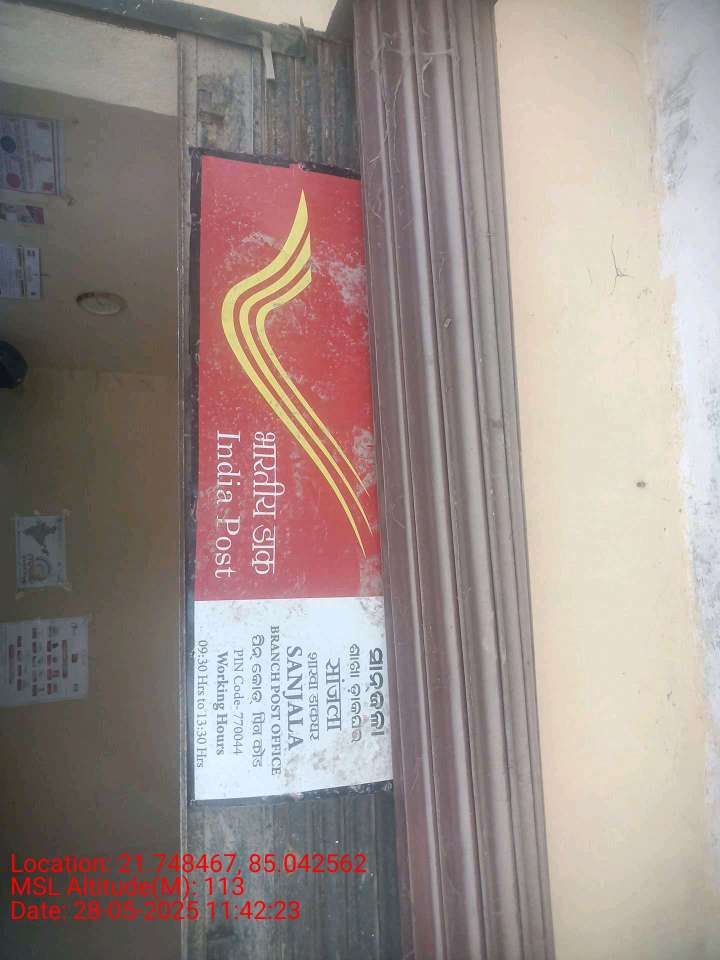 भारतीय डाक
India Post
ସାନ୍ଜଲା
ଶାଖା ଡାକଘର
सांजला
शाखा डाकघर
SANJALA
BRANCH POST OFFICE
ପିନ୍ କୋଡ୍ पिन कोड
PIN Code- 770044
Working Hours
09:30 Hrs to 13:30 Hrs
Location: 21.748467, 85.042562
MSL Altitude(M): 113
Date: 28-05-2025 11:42:23